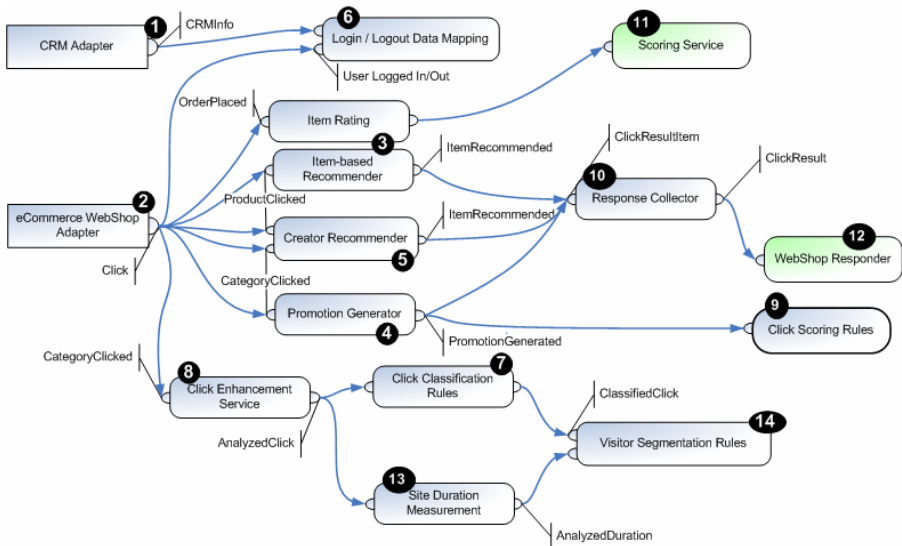 1
CRMInfo
6
11
CRM Adapter
Login / Logout Data Mapping
Scoring Service
User Logged In/Out
OrderPlaced
Item Rating
3
ItemRecommended
ClickResultItem
Item-based
Recommender
10
ClickResult
2
ProductClicked
Response Collector
eCommerce WebShop
Adapter
ItemRecommended
Creator Recommender
5
12
WebShop Responder
Click
CategoryClicked
9
Promotion Generator
4
Click Scoring Rules
PromotionGenerated
CategoryClicked
8
7
Click Enhancement
Service
Click Classification
Rules
ClassifiedClick
14
AnalyzedClick
Visitor Segmentation Rules
13
Site Duration
Measurement
AnalyzedDuration